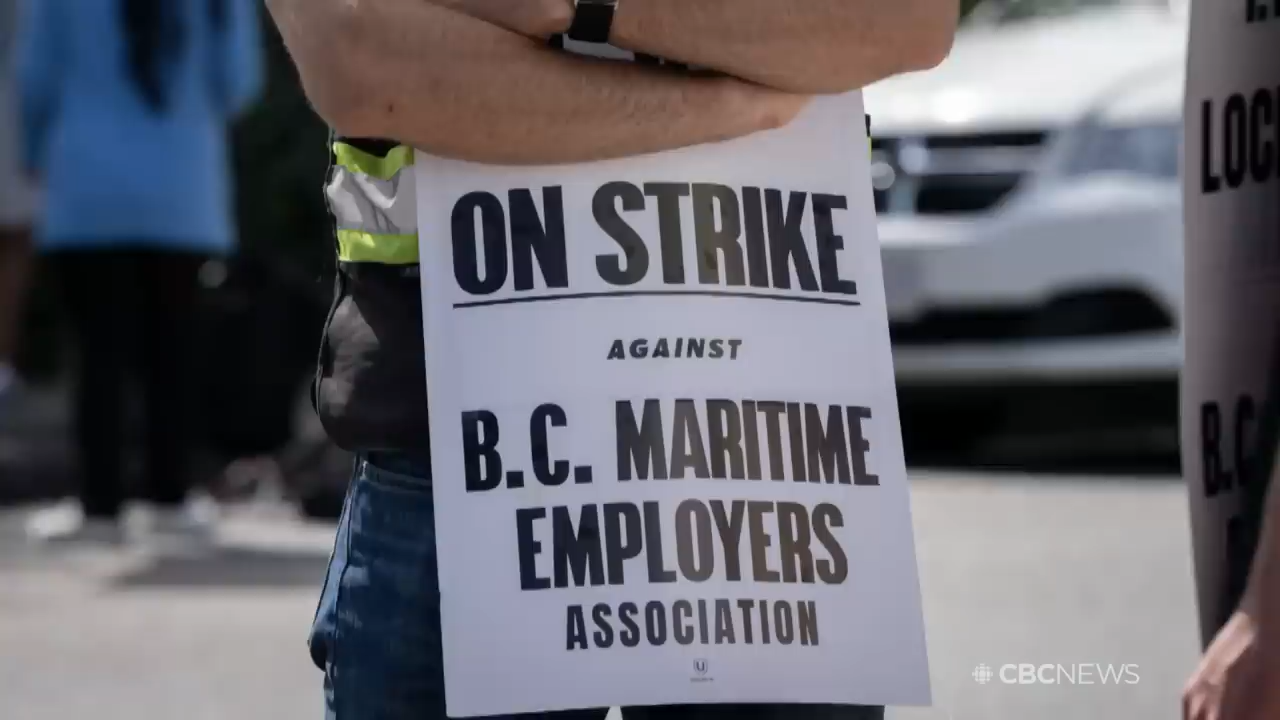 ON STRIKE
AGAINST
B.C. MARITIME
EMPLOYERS
ASSOCIATION
B.C
CBCNEWS